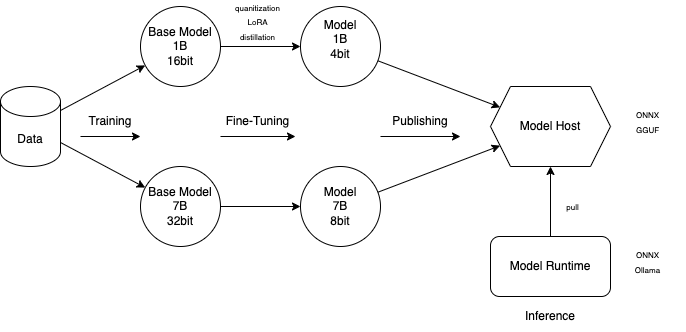 quanitization
LoRA
distillation
Base Model
1B
16bit
Model
1B
4bit
Data
Training
Fine-Tuning
Publishing
Model Host
ONNX
GGUF
Base Model
7B
32bit
Model
7B
8bit
pull
Model Runtime
ONNX
Ollama
Inference